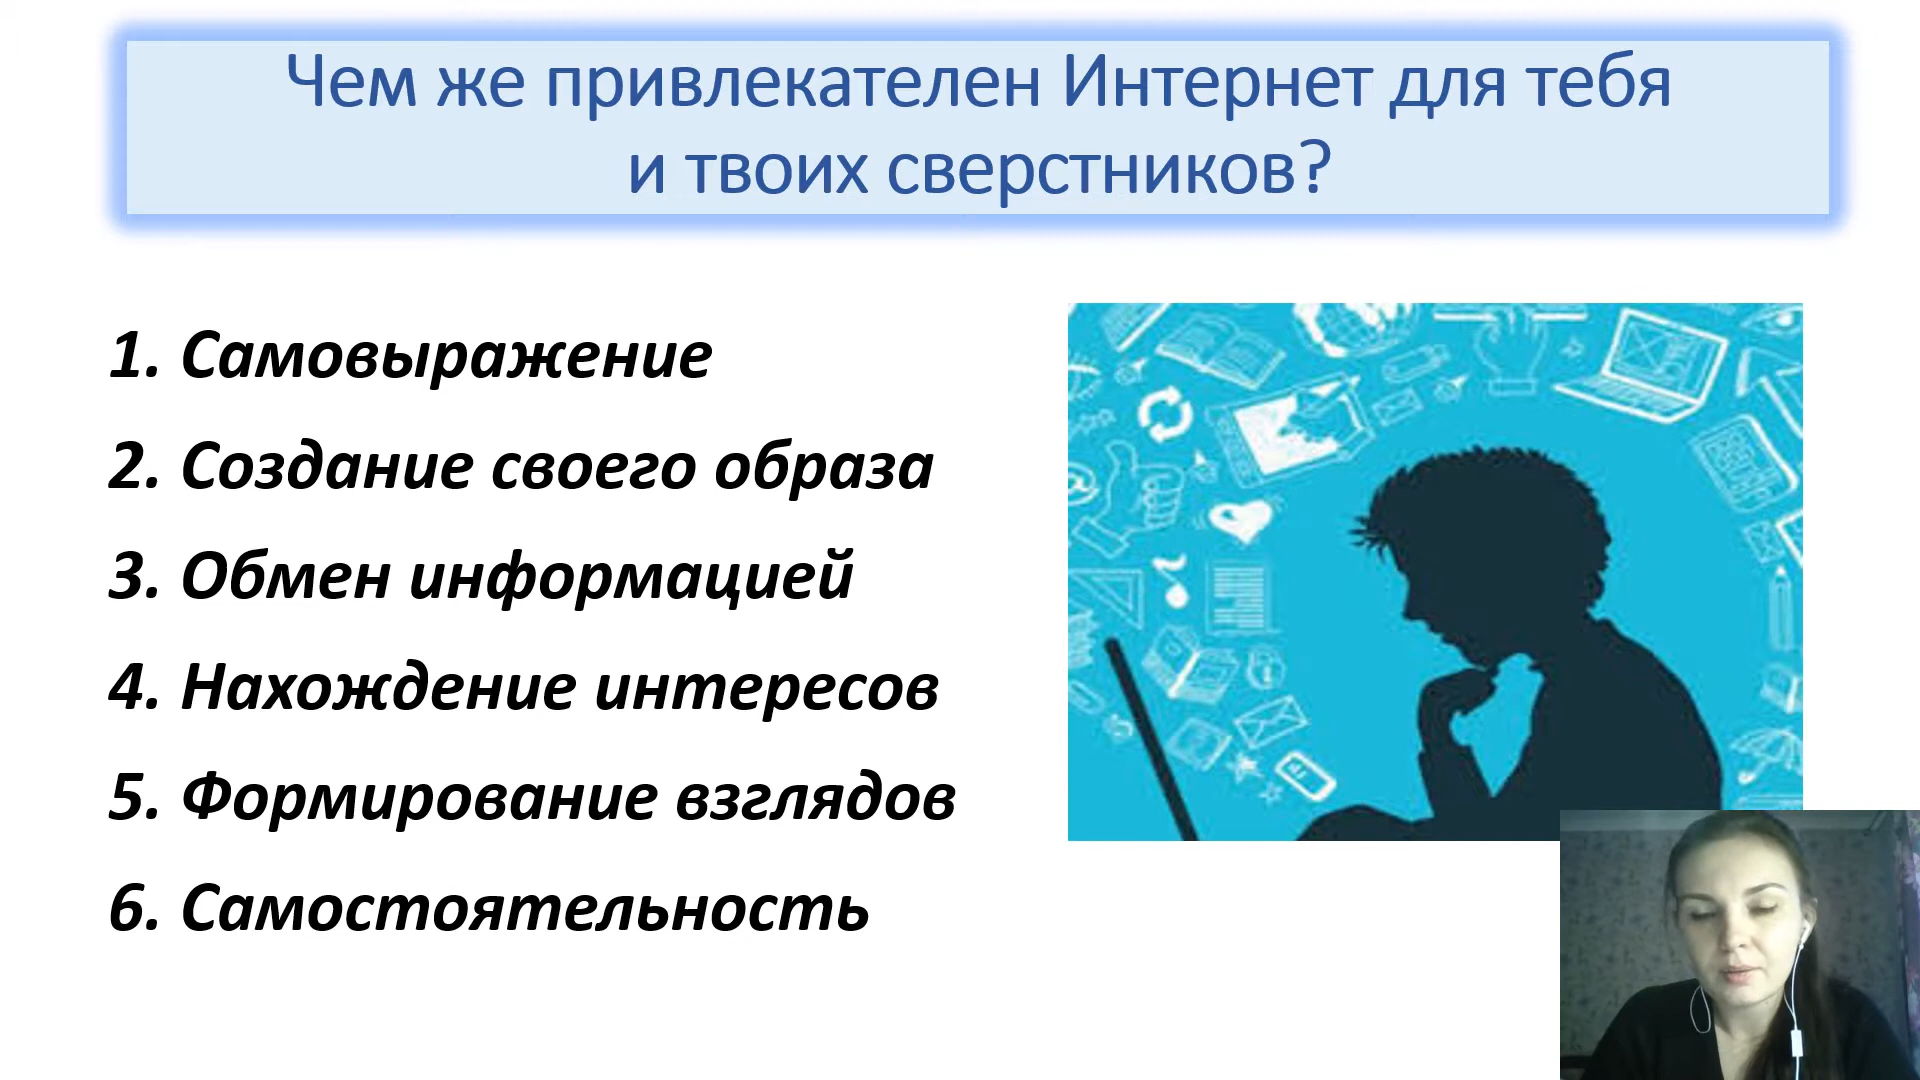 Чем же привлекателен Интернет для тебя
и твоих сверстников?
1. Самовыражение
2. Создание своего образа
3. Обмен информацией
4. Нахождение интересов
5. Формирование взглядов
6. Самостоятельность